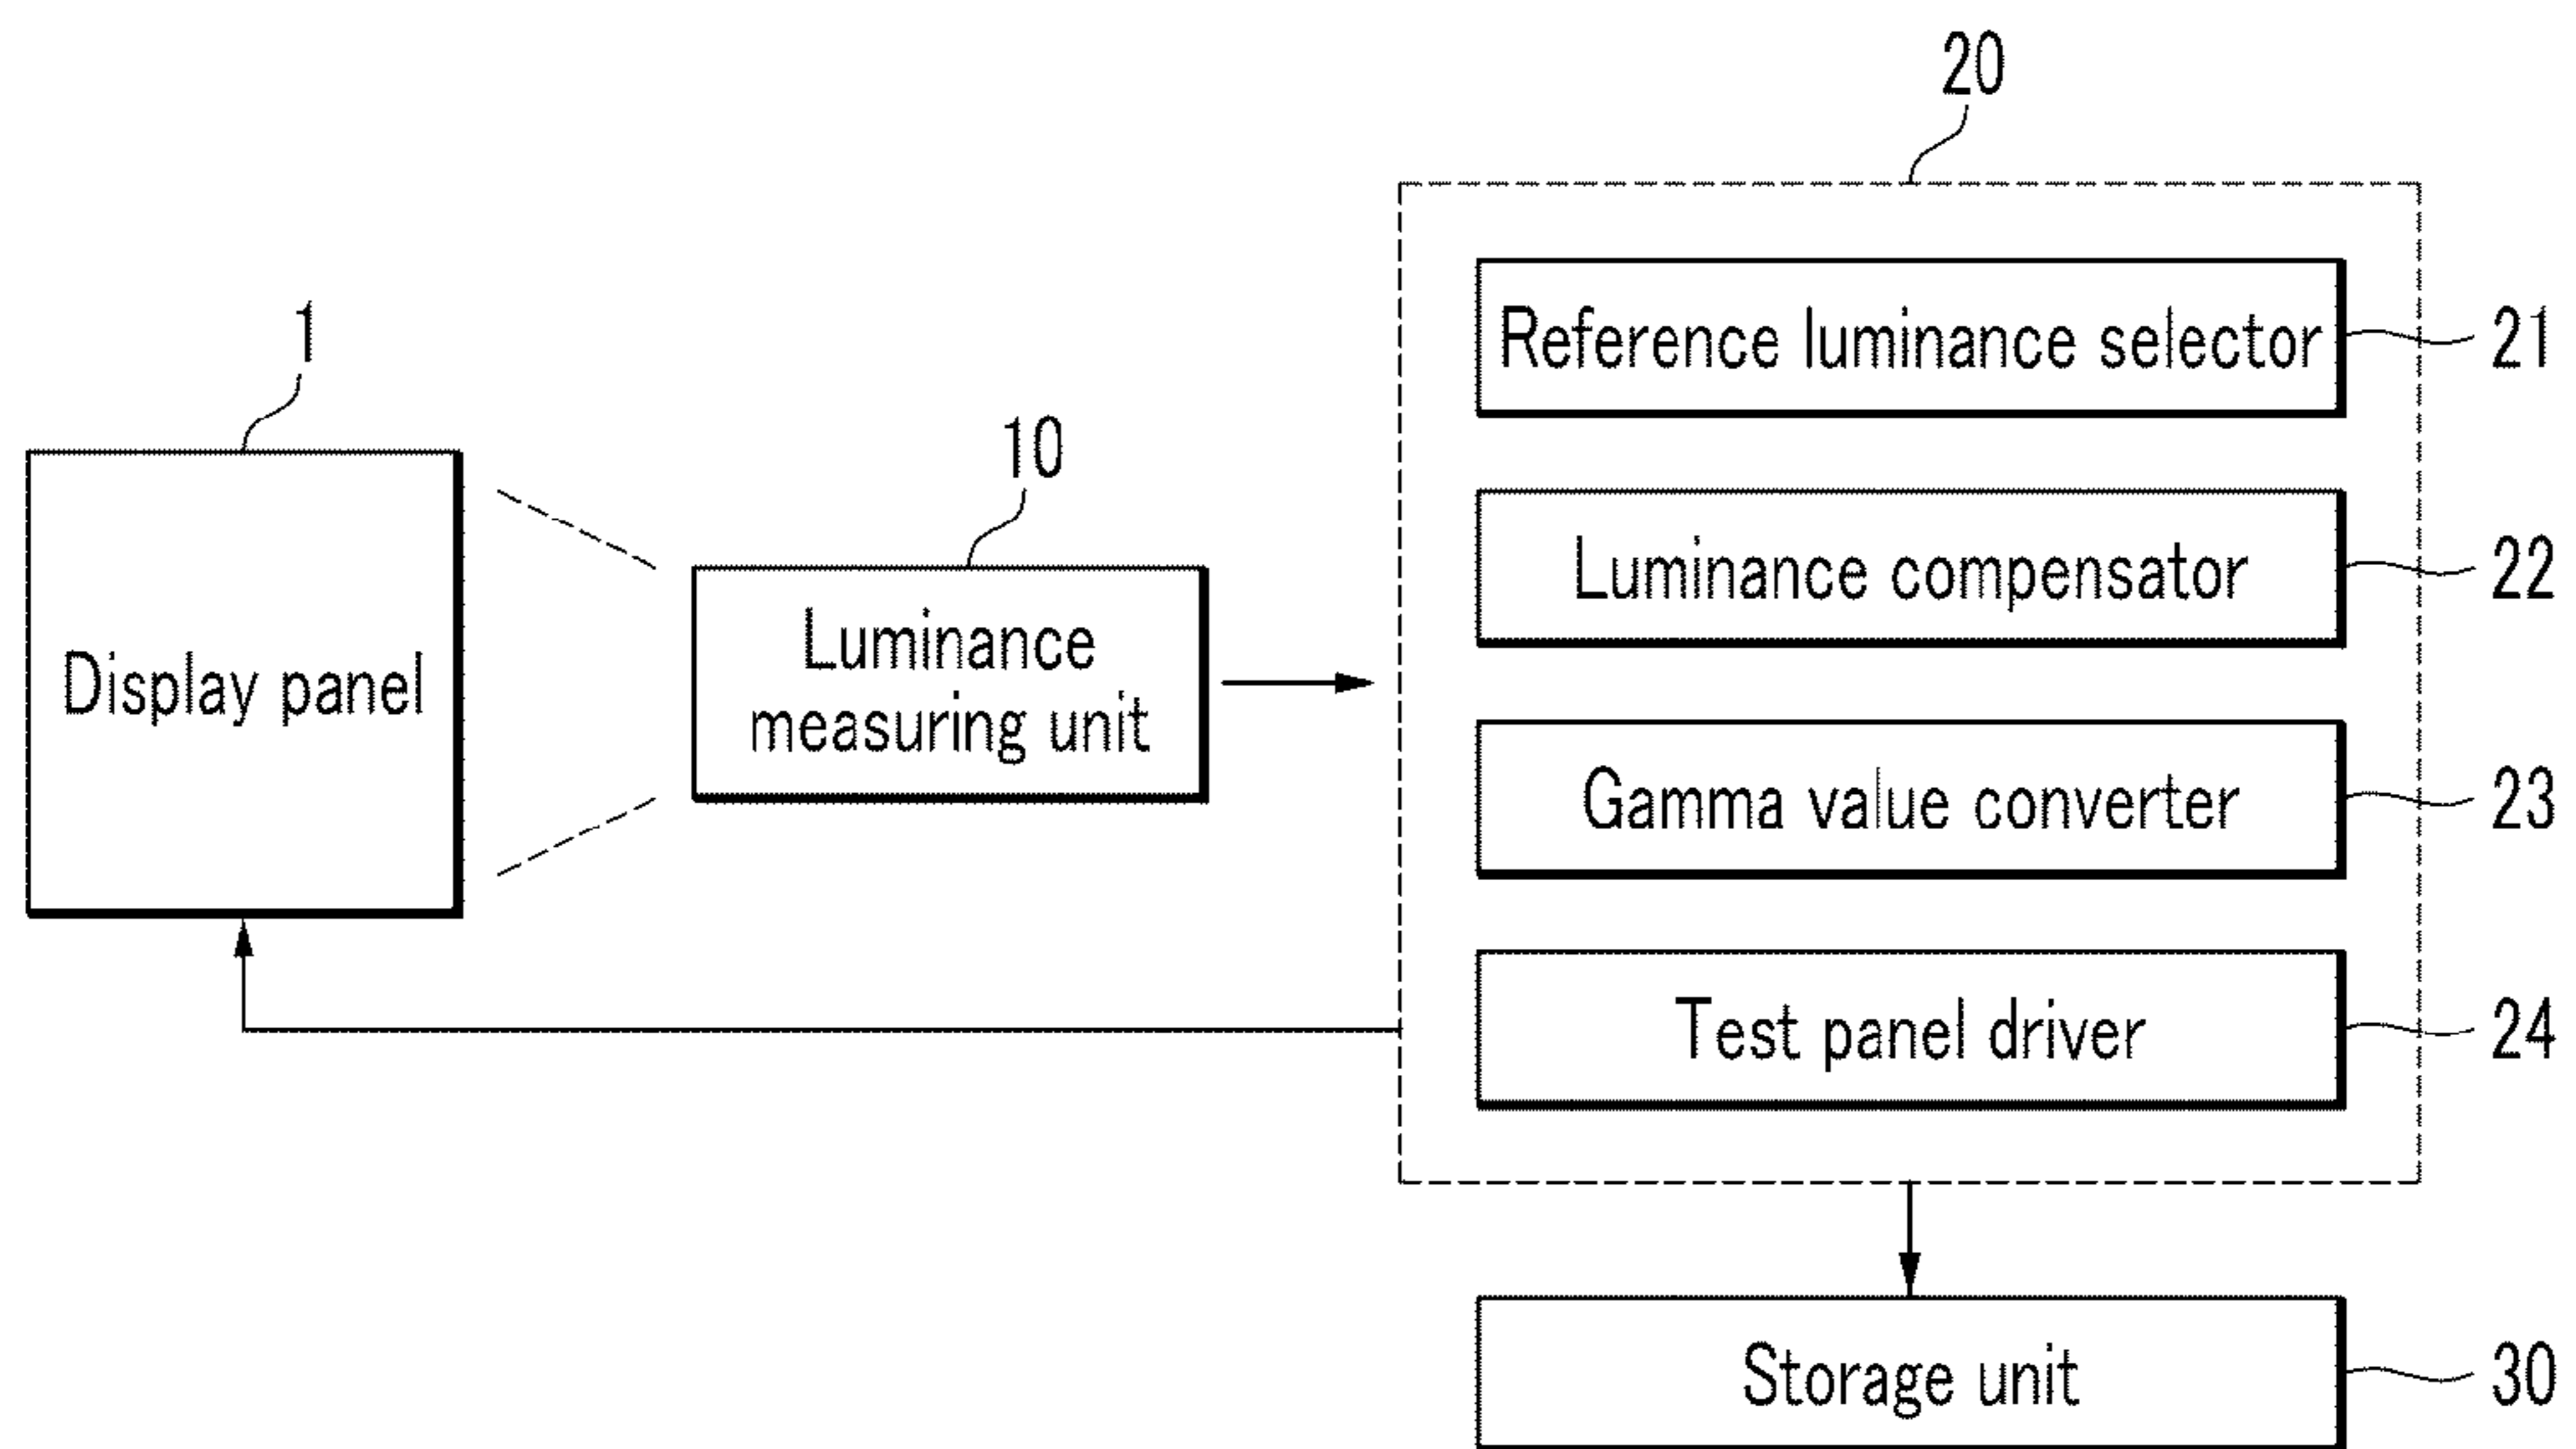 20
Reference luminance selector
21
1
10
Luminance compensator
22
Display panel
Luminance
measuring unit
Gamma value converter
23
Test panel driver
24
Storage unit
30